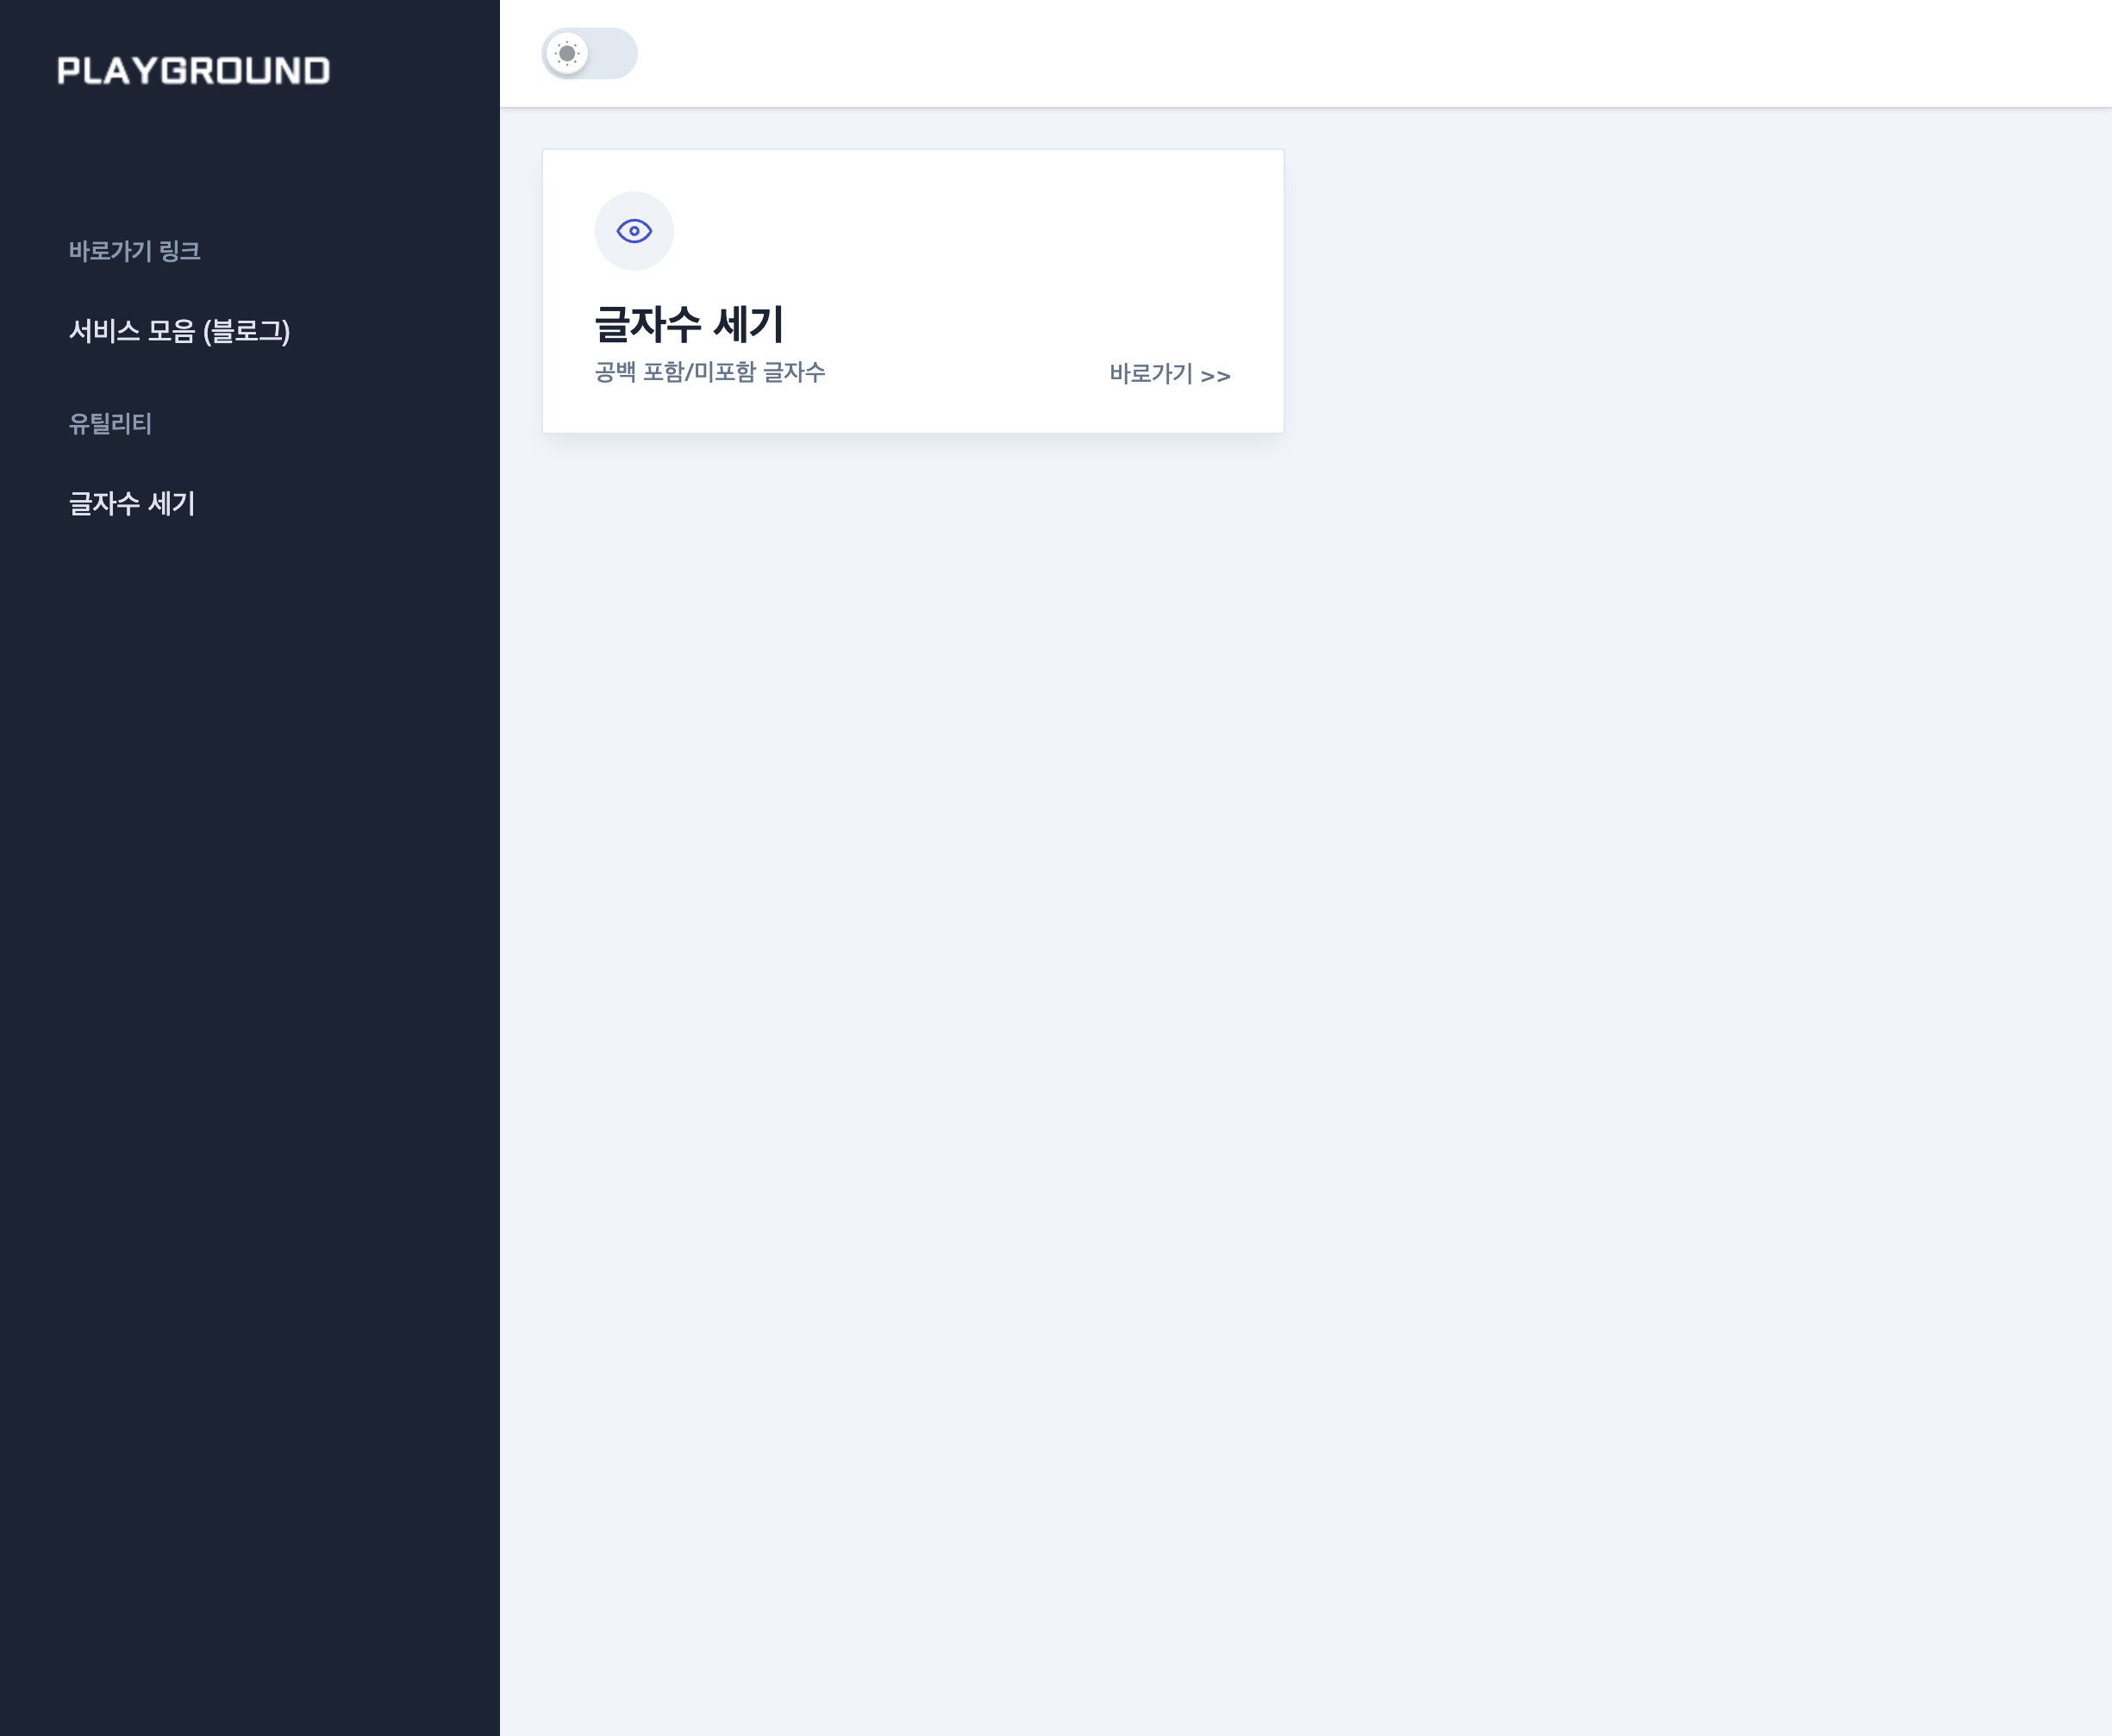 PLAYGROUND
바로가기 링크
서비스 모음 (블로그)
유틸리티
글자수 세기
글자수 세기
공백 포함/미포함 글자수
바로가기 >>